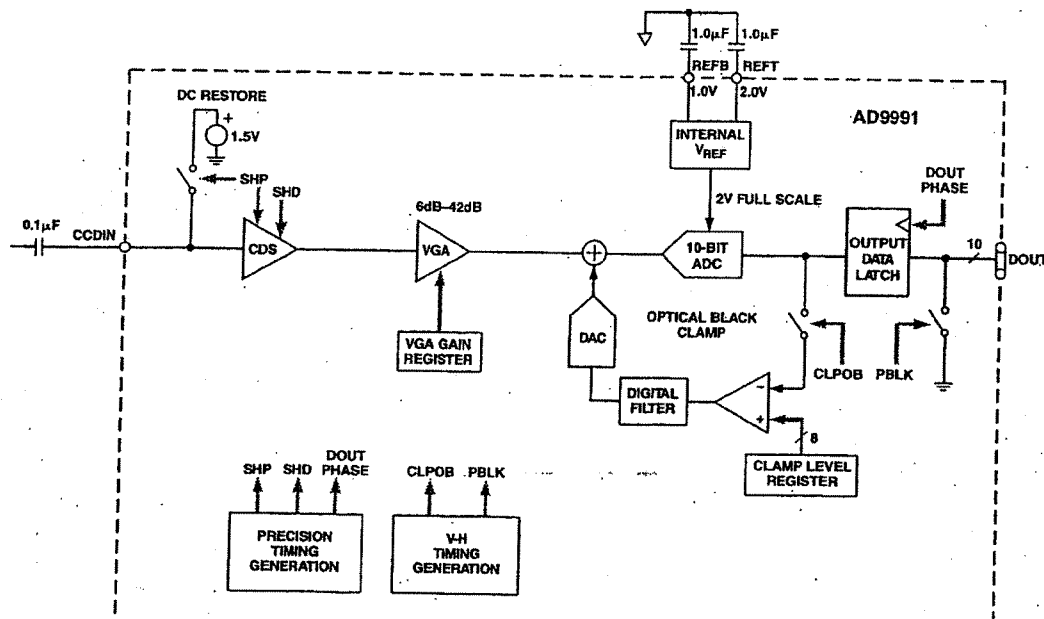 1.0µF
1.0µF
REFB
REFT
1.0V
2.0V
AD9991
DC RESTORE
+
1.5V
INTERNAL
VREF
SHP
SHD
2V FULL SCALE
DOUT
PHASE
0.1µF
CCDIN
6dB–42dB
CDS
VGA
+
10-BIT
ADC
OUTPUT
DATA
LATCH
10
DOUT
VGA GAIN
REGISTER
DAC
OPTICAL BLACK
CLAMP
CLPOB
PBLK
DIGITAL
FILTER
–
+
8
CLAMP LEVEL
REGISTER
SHP
SHD
DOUT
PHASE
CLPOB
PBLK
PRECISION
TIMING
GENERATION
V-H
TIMING
GENERATION